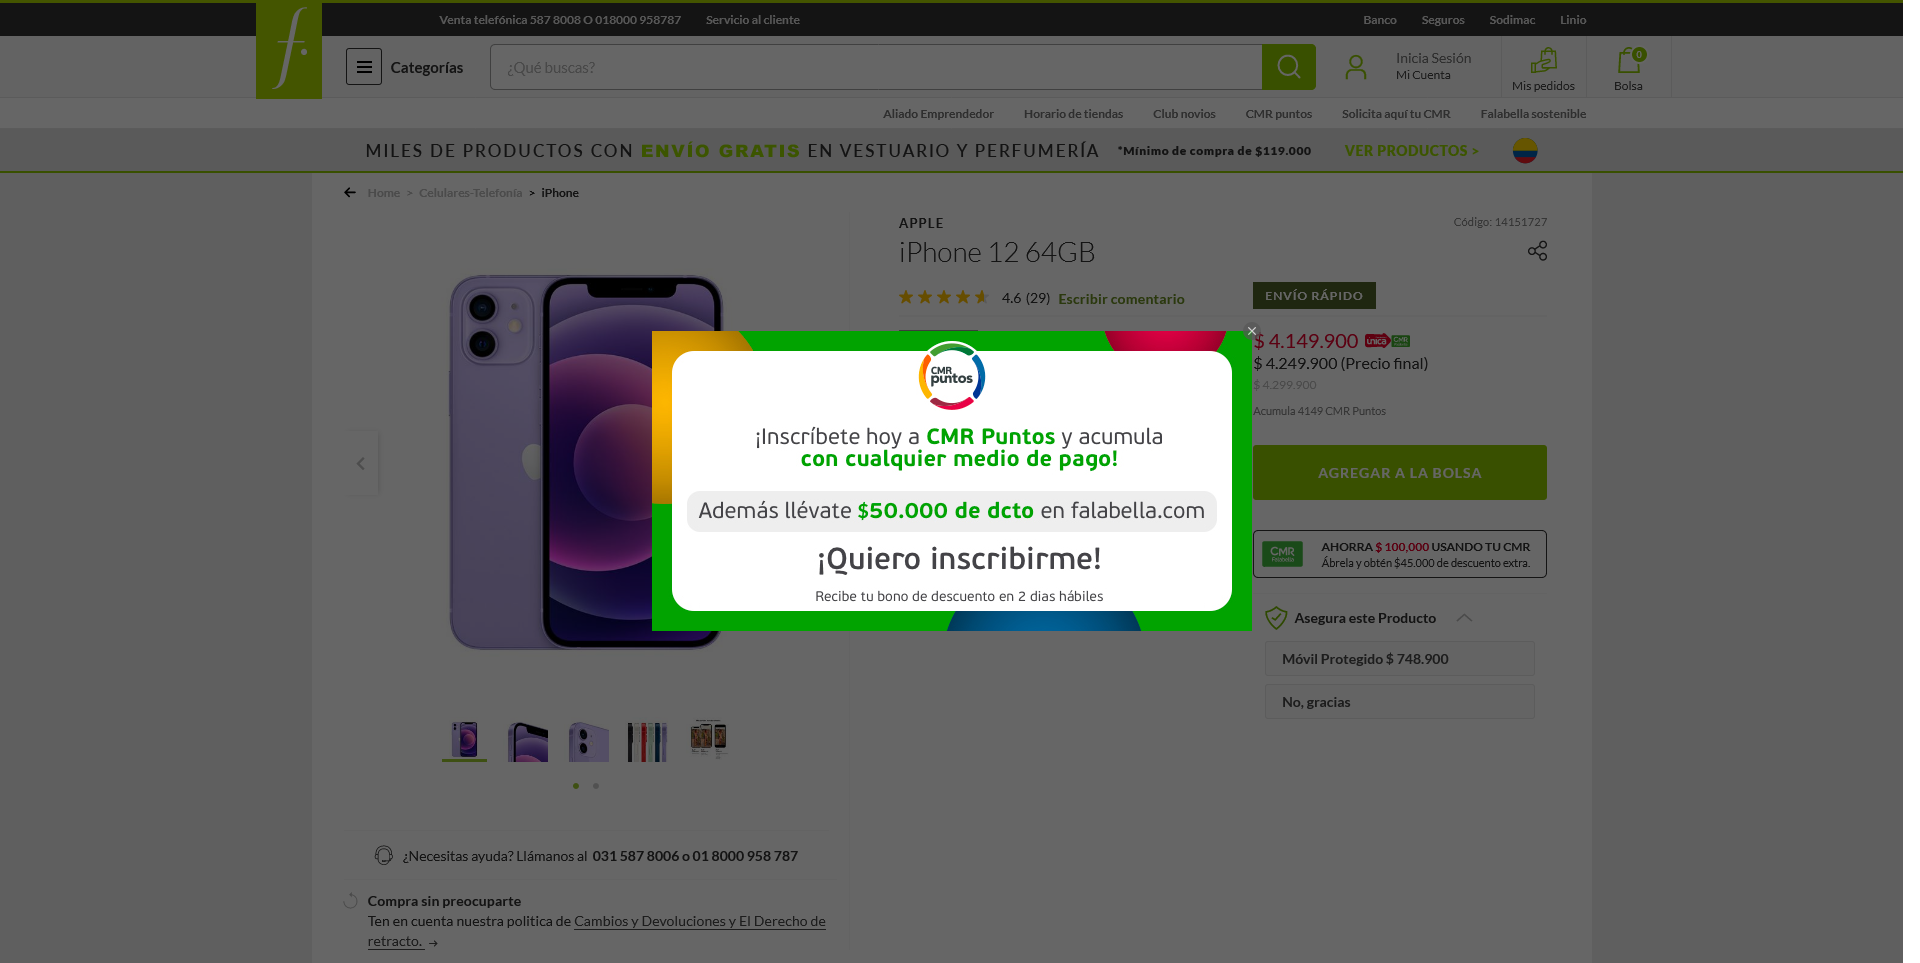 Venta telefónica 587 8008 O 018000 958787
Servicio al cliente
Banco
Seguros
Sodimac
Linio
f.
Categorías
¿Qué buscas?
Inicia Sesión
Mi Cuenta
Mis pedidos
0
Bolsa
Aliado Emprendedor
Horario de tiendas
Club novios
CMR puntos
Solicita aquí tu CMR
Falabella sostenible
MILES DE PRODUCTOS CON ENVÍO GRATIS EN VESTUARIO Y PERFUMERÍA
*Mínimo de compra de $119.000
VER PRODUCTOS >
Home > Celulares-Telefonía > iPhone
APPLE
Código: 14151727
iPhone 12 64GB
4.6 (29) Escribir comentario
ENVÍO RÁPIDO
$ 4.149.900
unica
CMR
$ 4.249.900 (Precio final)
$ 4.299.900
Acumula 4149 CMR Puntos
AGREGAR A LA BOLSA
CMR
puntos
¡Inscríbete hoy a CMR Puntos y acumula
con cualquier medio de pago!
Además llévate $50.000 de dcto en falabella.com
¡Quiero inscribirme!
Recibe tu bono de descuento en 2 dias hábiles
CMR
Falabella
AHORRA $ 100,000 USANDO TU CMR
Ábrela y obtén $45.000 de descuento extra.
Asegura este Producto
Móvil Protegido $ 748.900
No, gracias
¿Necesitas ayuda? Llámanos al 031 587 8006 o 01 8000 958 787
Compra sin preocuparte
Ten en cuenta nuestra politica de Cambios y Devoluciones y El Derecho de
retracto. →